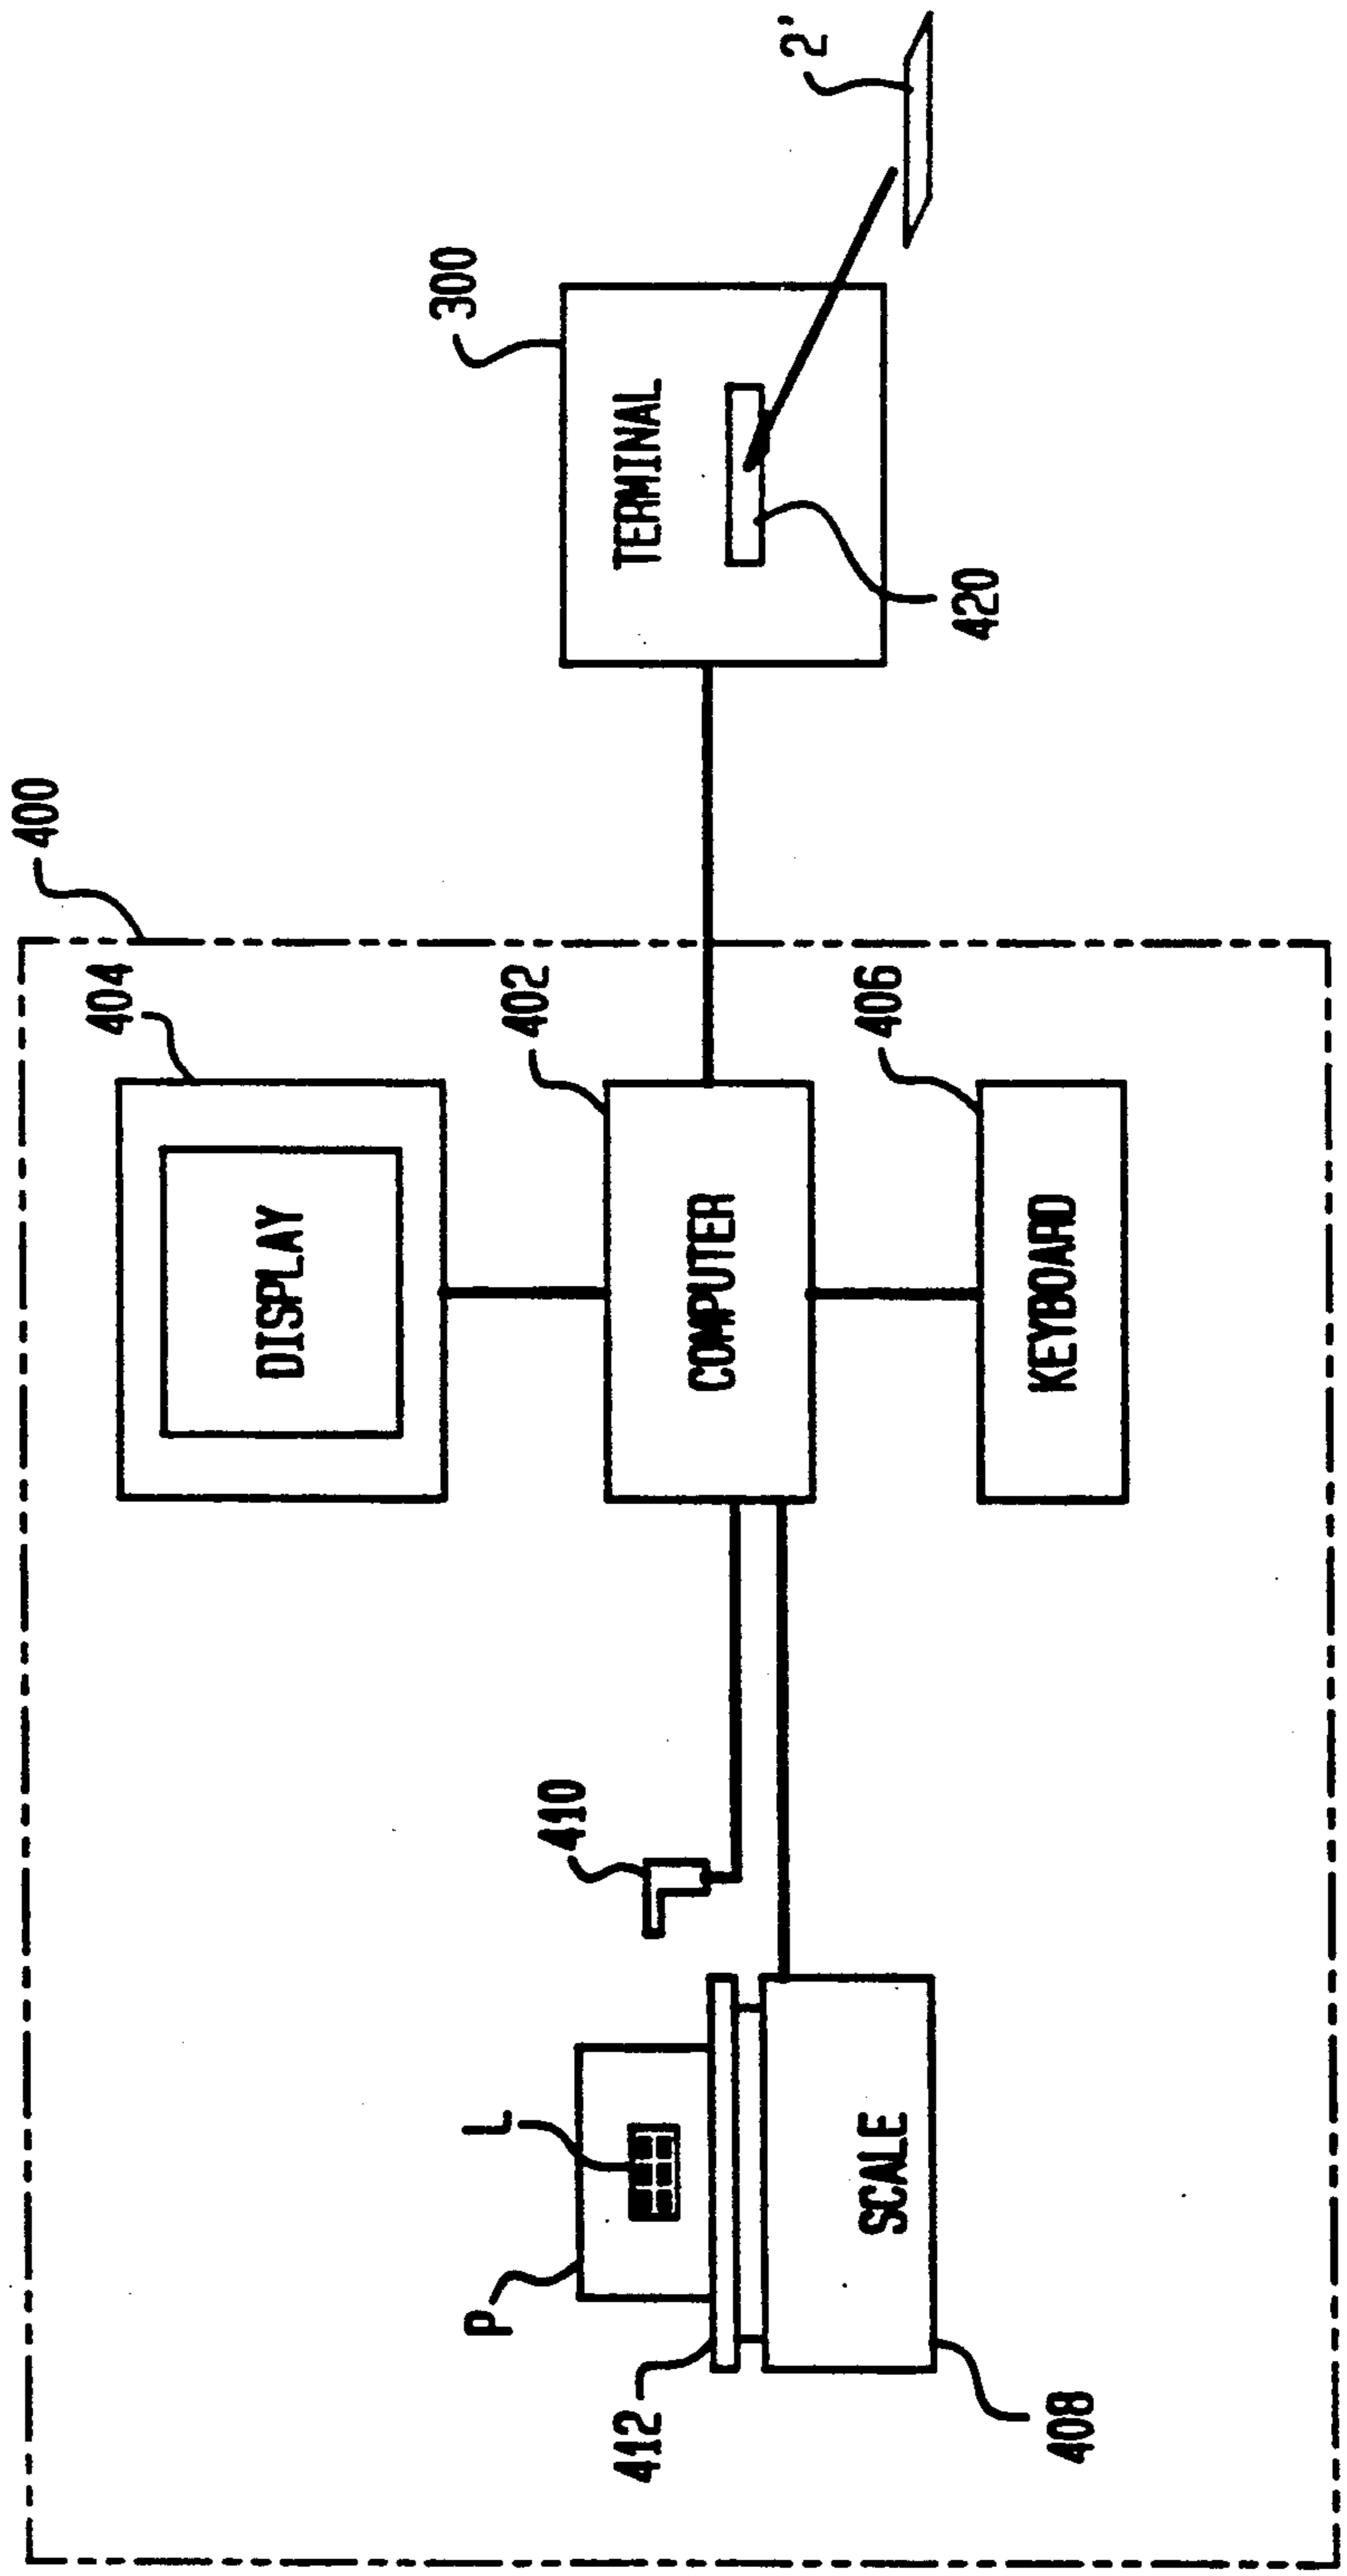 400
404
DISPLAY
300
TERMINAL
2'
410
402
L
P
COMPUTER
420
412
406
SCALE
KEYBOARD
408